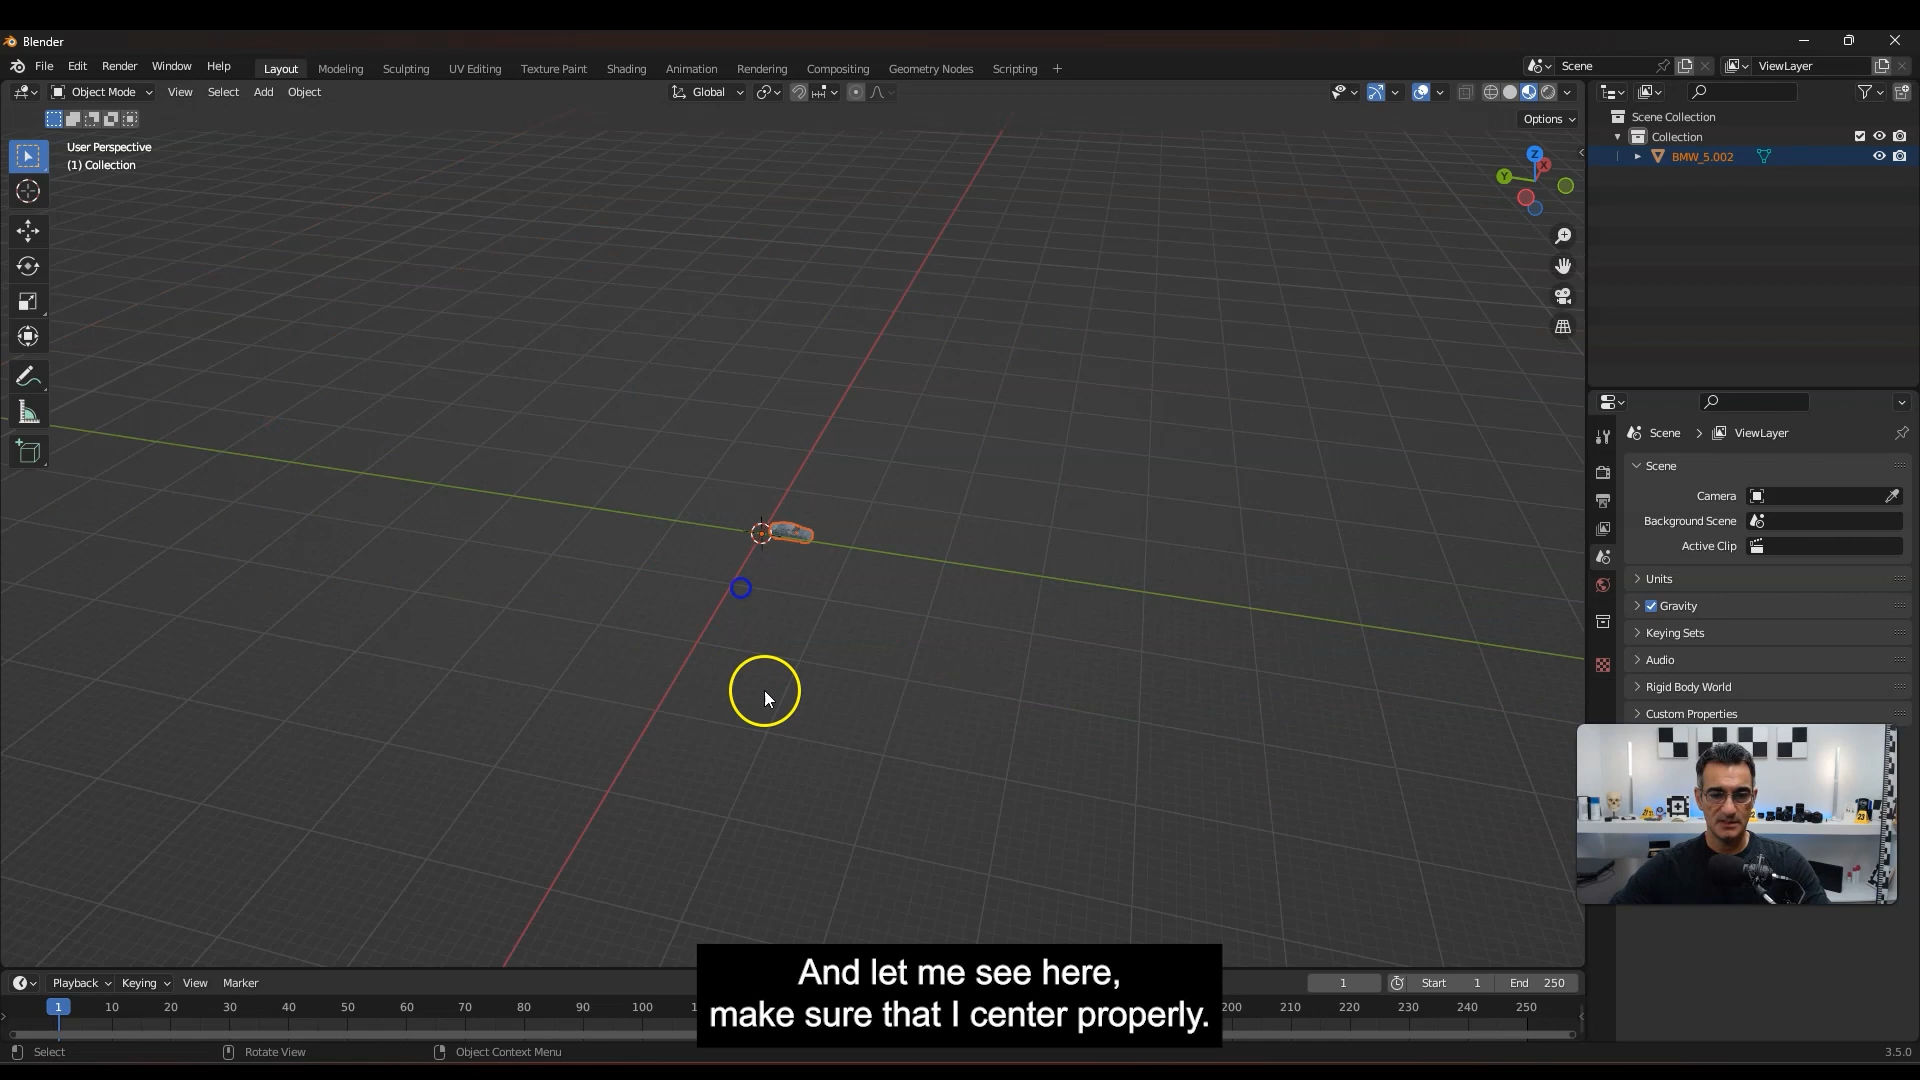 Blender
File Edit Render Window Help
Layout Modeling Sculpting UV Editing Texture Paint Shading Animation Rendering Compositing Geometry Nodes Scripting +
Scene
ViewLayer
Object Mode View Select Add Object
Global
Options
User Perspective
(1) Collection
Z
X
Y
Scene Collection
Collection
BMW_5.002
Scene > ViewLayer
Scene
Camera
Background Scene
Active Clip
Units
Gravity
Keying Sets
Audio
Rigid Body World
Custom Properties
And let me see here,
make sure that I center properly.
Playback Keying View Marker
1 Start 1 End 250
1 10 20 30 40 50 60 70 80 90 100 200 210 220 230 240 250
Select Rotate View Object Context Menu
3.5.0